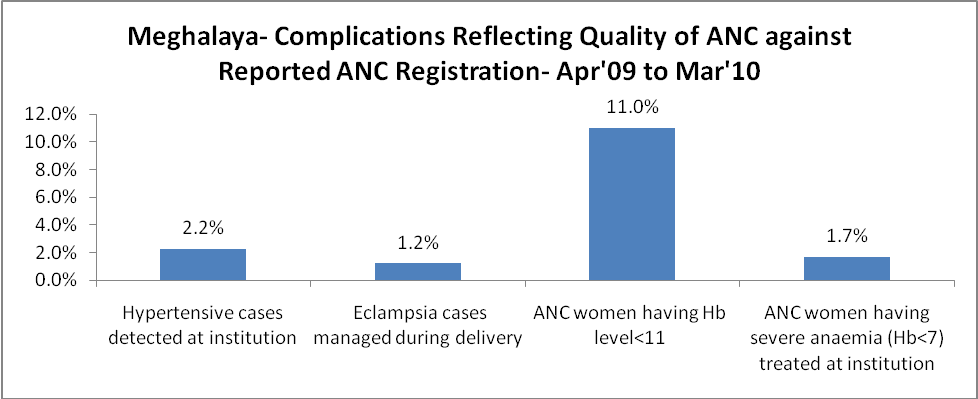 Meghalaya- Complications Reflecting Quality of ANC against
Reported ANC Registration- Apr'09 to Mar'10
12.0%
10.0%
8.0%
6.0%
4.0%
2.0%
0.0%
2.2%
1.2%
11.0%
1.7%
Hypertensive cases
detected at institution
Eclampsia cases
managed during delivery
ANC women having Hb
level<11
ANC women having
severe anaemia (Hb<7)
treated at institution